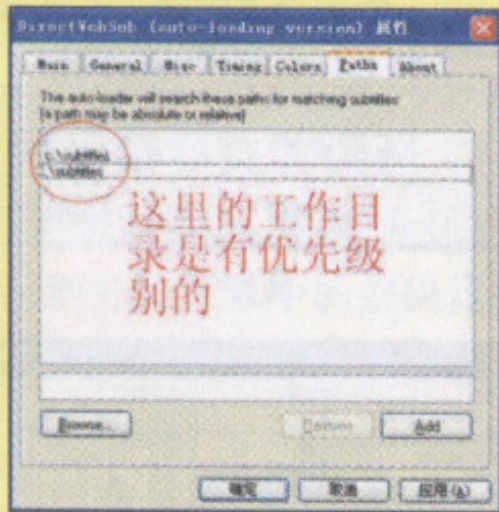 DirectVobSub (auto-loading version) 属性
Main General Misc Timing Colors Paths About
The auto-loader will search these paths for matching subtitles
(a path may be absolute or relative)
c:\subtitles
.\subtitles
这里的工作目
录是有优先级
别的
Browse... Remove Add
确定 取消 应用(A)